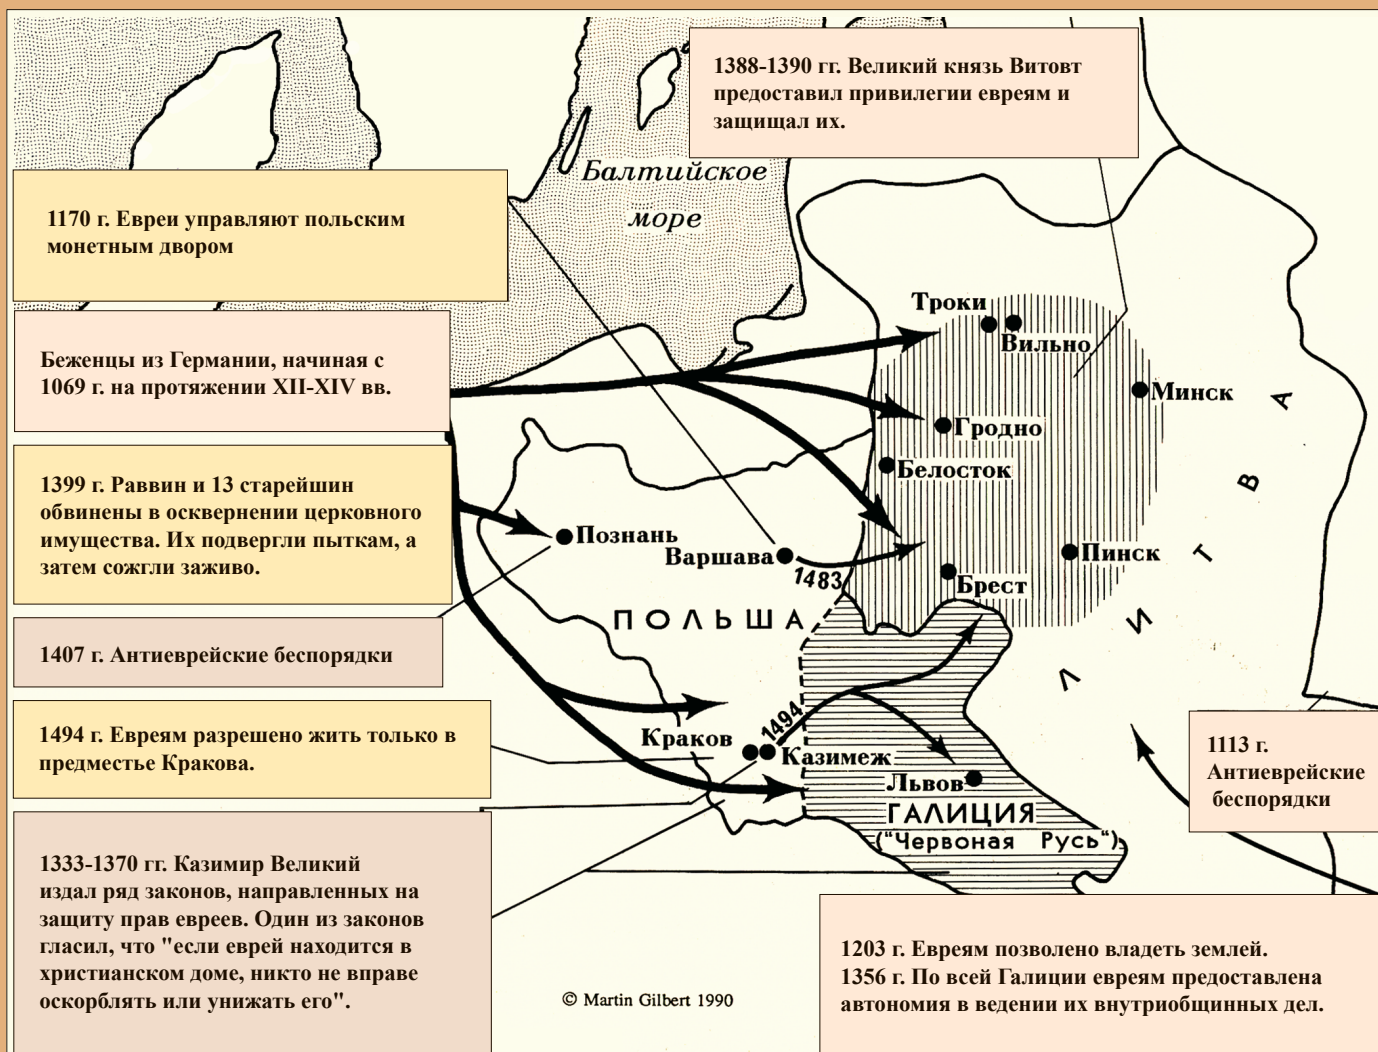 1388-1390 гг. Великий князь Витовт
предоставил привилегии евреям и
защищал их.
Балтийское
море
1170 г. Евреи управляют польским
монетным двором
Беженцы из Германии, начиная с
1069 г. на протяжении XII-XIV вв.
1399 г. Раввин и 13 старейшин
обвинены в осквернении церковного
имущества. Их подвергли пыткам, а
затем сожгли заживо.
1407 г. Антиеврейские беспорядки
1494 г. Евреям разрешено жить только в
предместье Кракова.
1333-1370 гг. Казимир Великий
издал ряд законов, направленных на
защиту прав евреев. Один из законов
гласил, что "если еврей находится в
христианском доме, никто не вправе
оскорблять или унижать его".
Троки
Вильно
Минск
Гродно
Белосток
Познань
Варшава
1483
Пинск
Брест
ПОЛЬША
ЛИТВА
1494
Краков
Казимеж
Львов
ГАЛИЦИЯ
("Червоная Русь")
1113 г.
Антиеврейские
беспорядки
1203 г. Евреям позволено владеть землей.
1356 г. По всей Галиции евреям предоставлена
автономия в ведении их внутриобщинных дел.
© Martin Gilbert 1990